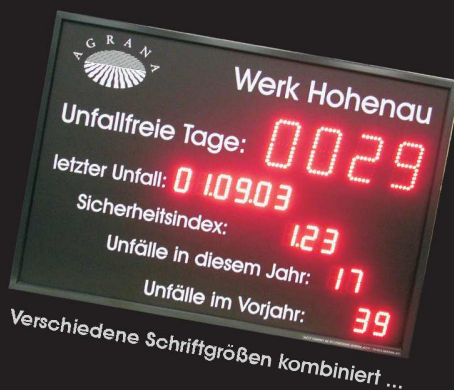 AGRANA
Werk Hohenau
Unfallfreie Tage: 0029
letzter Unfall: 01.09.03
Sicherheitsindex: 1.23
Unfälle in diesem Jahr: 17
Unfälle im Vorjahr: 39
Verschiedene Schriftgrößen kombiniert ...